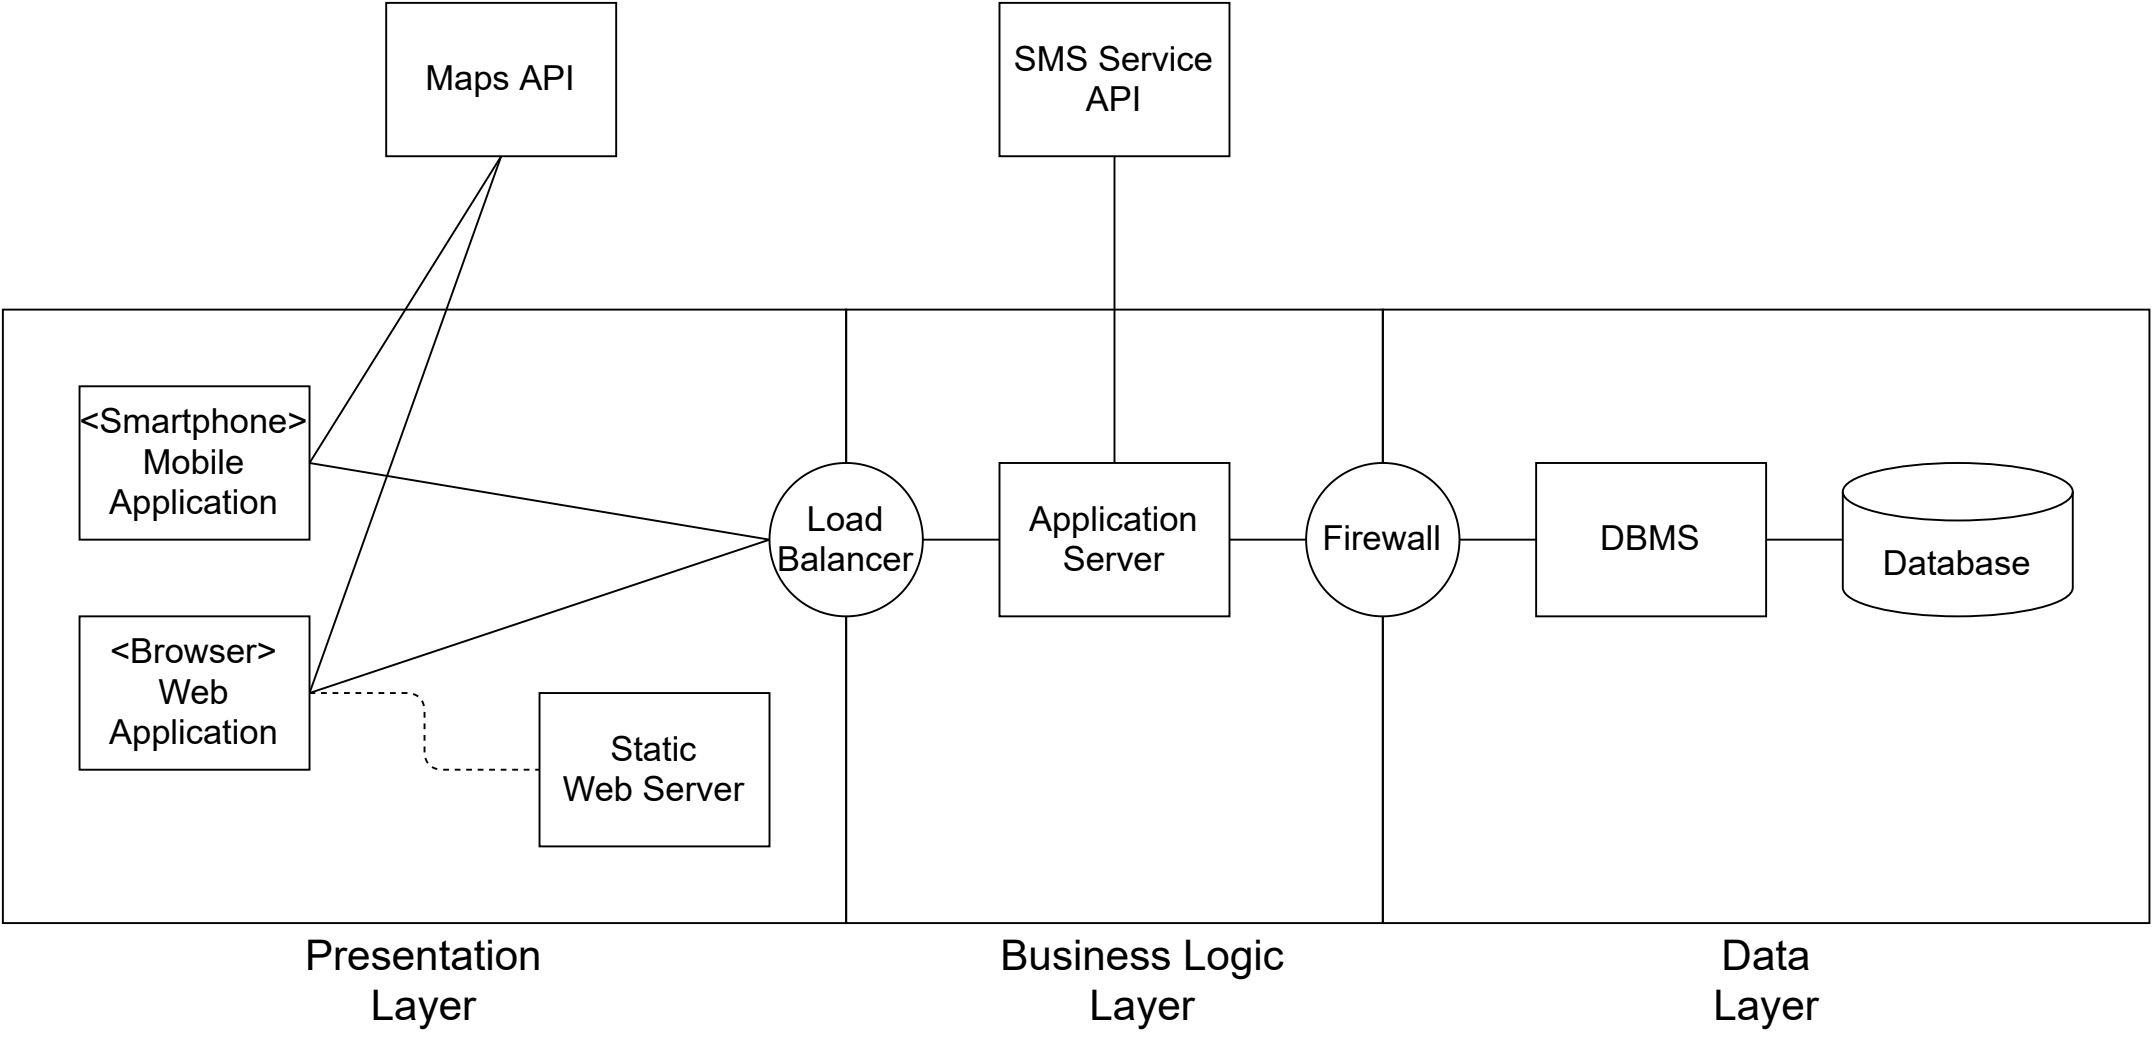 Maps API
SMS Service
API
<Smartphone>
Mobile
Application
<Browser>
Web
Application
Static
Web Server
Load
Balancer
Application
Server
Firewall
DBMS
Database
Presentation
Layer
Business Logic
Layer
Data
Layer